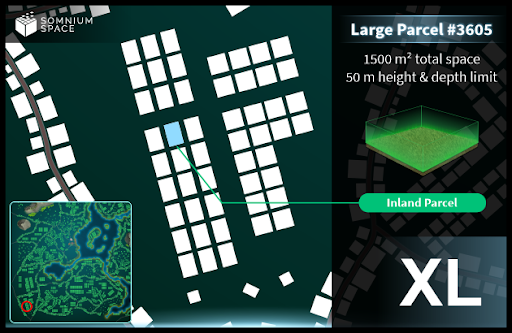 SOMNIUM
SPACE
Large Parcel #3605
1500 m² total space
50 m height & depth limit
Inland Parcel
XL